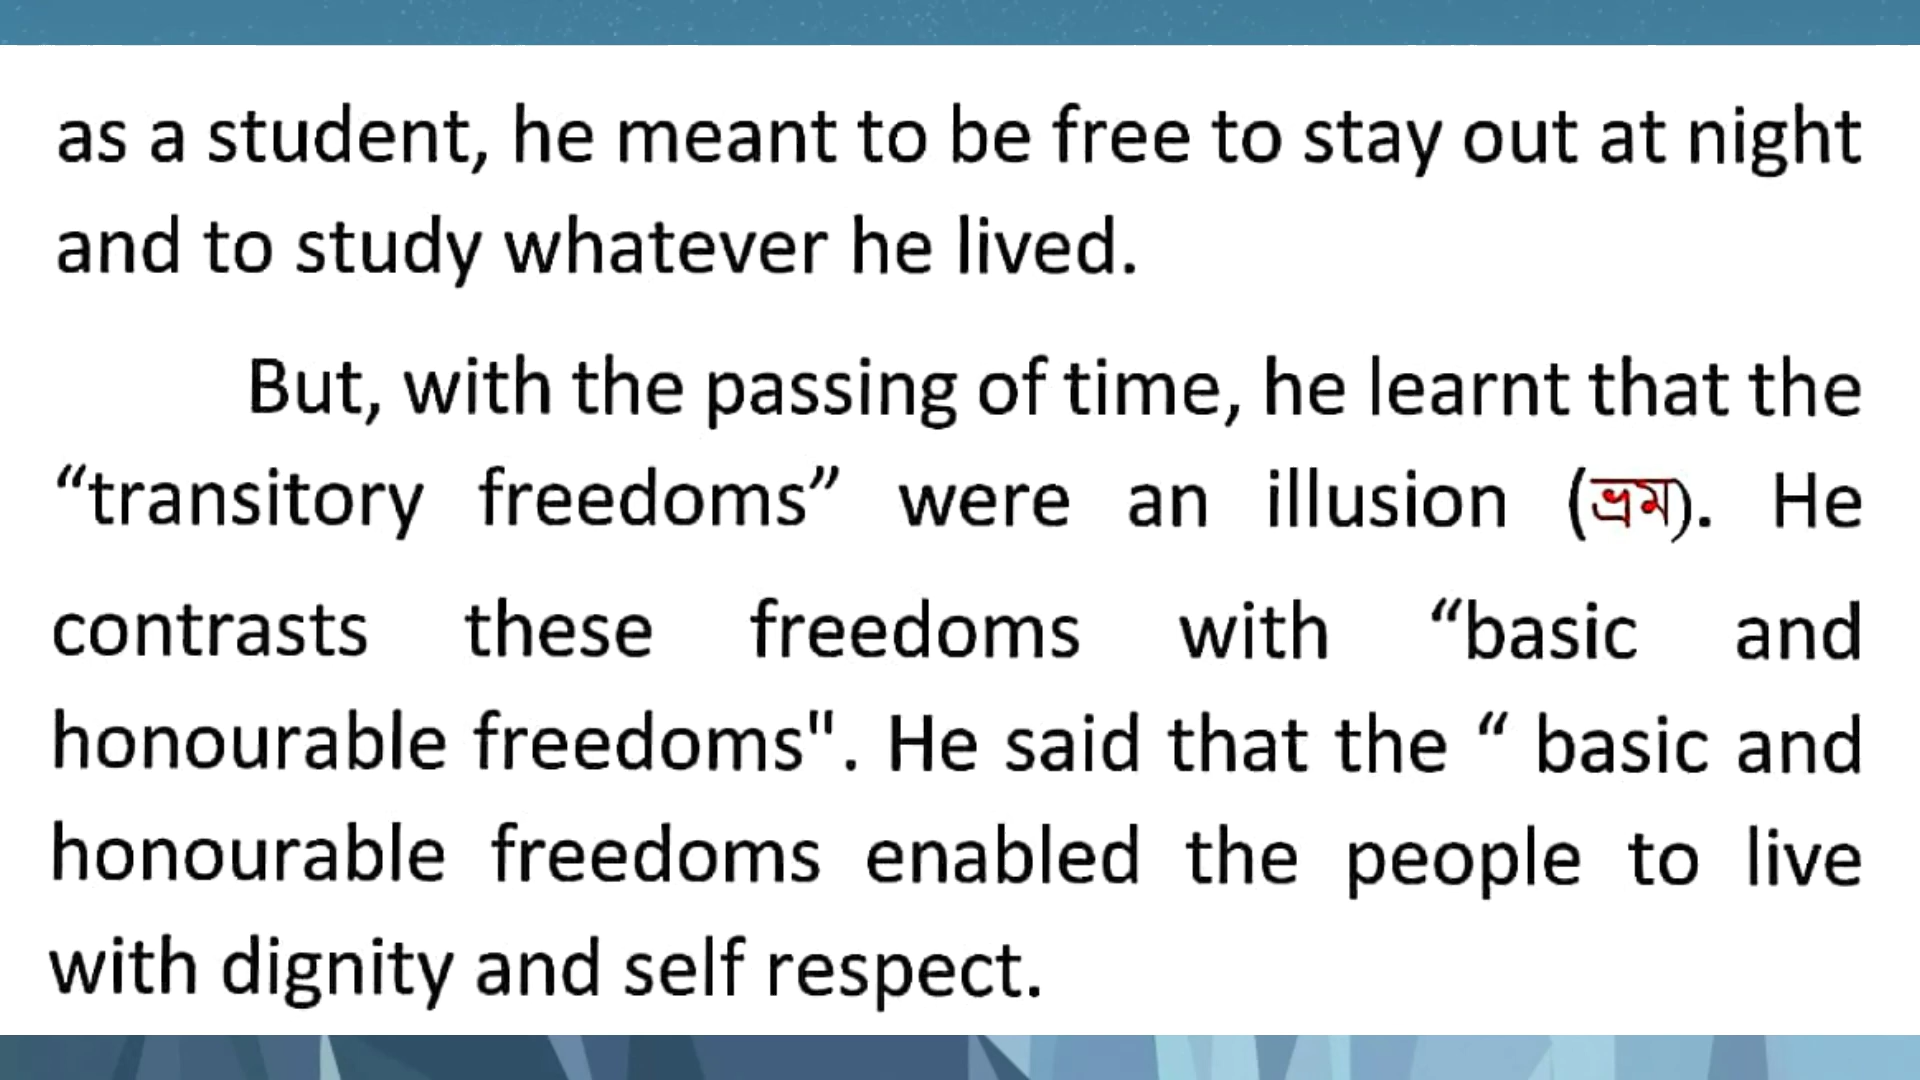 as a student, he meant to be free to stay out at night
and to study whatever he lived.
But, with the passing of time, he learnt that the
“transitory freedoms” were an illusion (ভ্রম). He
contrasts these freedoms with “basic and
honourable freedoms". He said that the “ basic and
honourable freedoms enabled the people to live
with dignity and self respect.